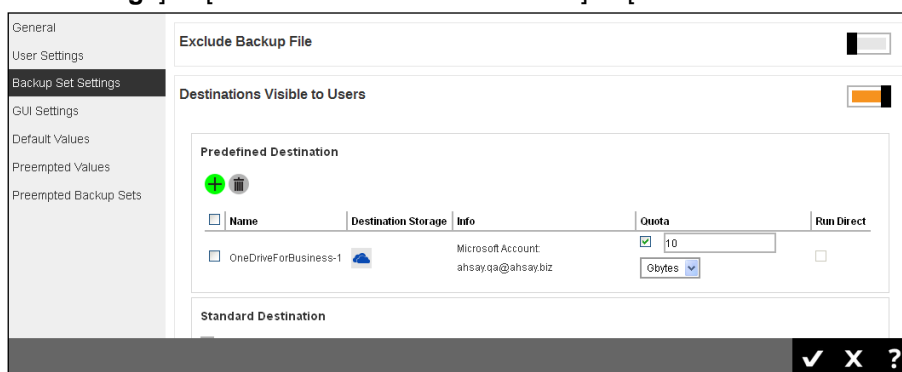 General
User Settings
Backup Set Settings
GUI Settings
Default Values
Preempted Values
Preempted Backup Sets
Exclude Backup File
Destinations Visible to Users
Predefined Destination
Name Destination Storage Info Quota Run Direct
OneDriveForBusiness-1 Microsoft Account: ahsay.qa@ahsay.biz 10 Gbytes
Standard Destination
?